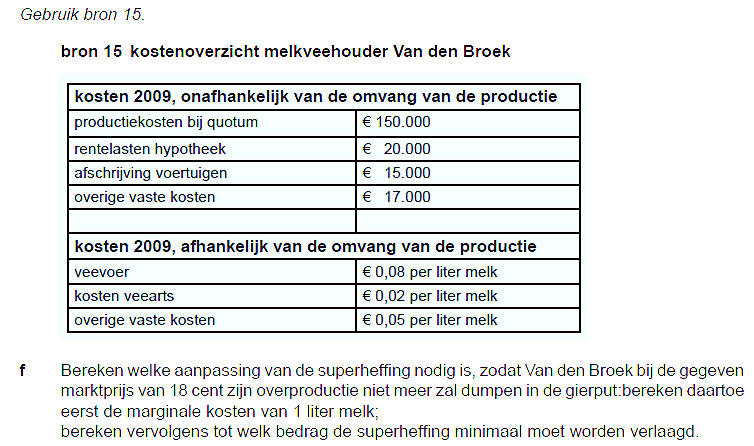 Gebruik bron 15.
bron 15 kostenoverzicht melkveehouder Van den Broek
kosten 2009, onafhankelijk van de omvang van de productie
productiekosten bij quotum € 150.000
rentelasten hypotheek € 20.000
afschrijving voertuigen € 15.000
overige vaste kosten € 17.000
kosten 2009, afhankelijk van de omvang van de productie
veevoer € 0,08 per liter melk
kosten veearts € 0,02 per liter melk
overige vaste kosten € 0,05 per liter melk
f Bereken welke aanpassing van de superheffing nodig is, zodat Van den Broek bij de gegeven
marktprijs van 18 cent zijn overproductie niet meer zal dumpen in de gierput:bereken daartoe
eerst de marginale kosten van 1 liter melk;
bereken vervolgens tot welk bedrag de superheffing minimaal moet worden verlaagd.